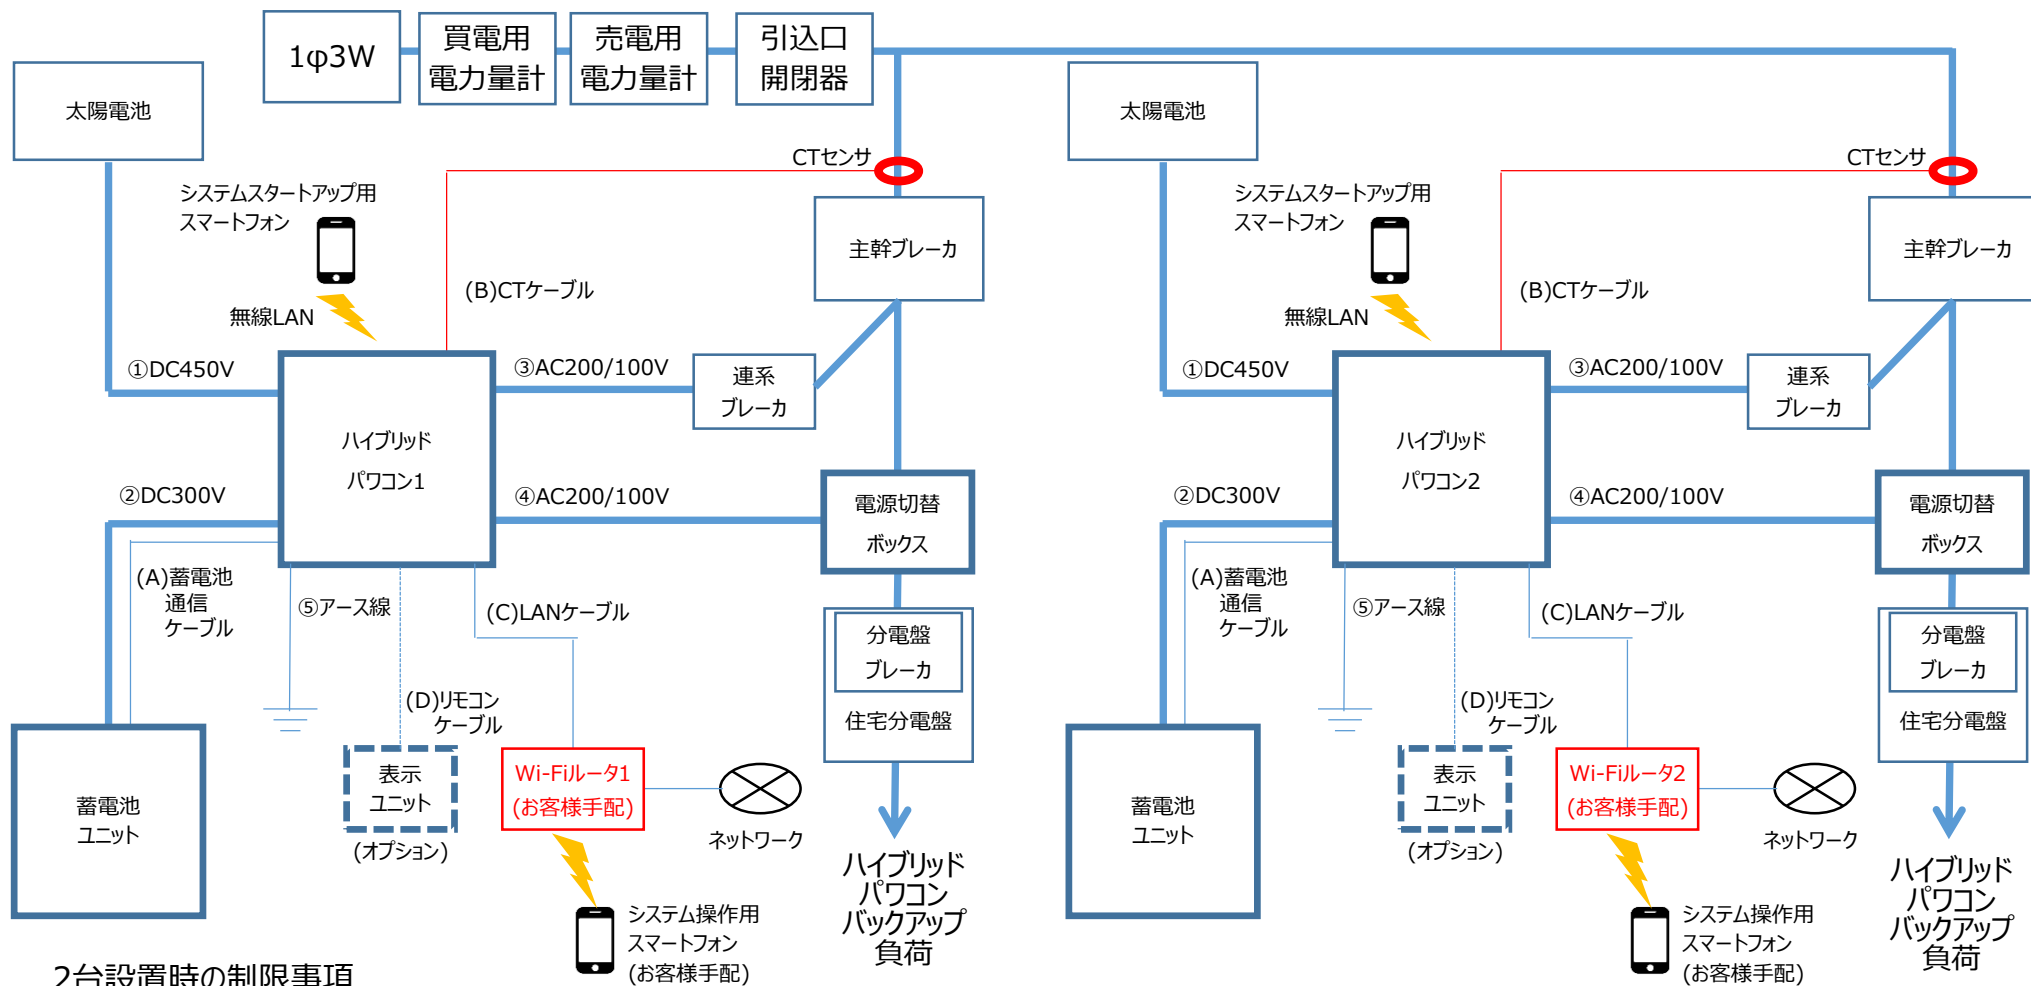 1φ3W
買電用
電力量計
売電用
電力量計
引込口
開閉器
太陽電池
CTセンサ
システムスタートアップ用
スマートフォン
主幹ブレーカ
(B)CTケーブル
無線LAN
①DC450V
③AC200/100V
連系
ブレーカ
ハイブリッド
パワコン1
②DC300V
④AC200/100V
電源切替
ボックス
(A)蓄電池
通信
ケーブル
⑤アース線
(C)LANケーブル
分電盤
ブレーカ
住宅分電盤
(D)リモコン
ケーブル
蓄電池
ユニット
表示
ユニット
(オプション)
Wi-Fiルータ1
(お客様手配)
ネットワーク
ハイブリッド
パワコン
バックアップ
負荷
システム操作用
スマートフォン
(お客様手配)
太陽電池
CTセンサ
システムスタートアップ用
スマートフォン
主幹ブレーカ
(B)CTケーブル
無線LAN
①DC450V
③AC200/100V
連系
ブレーカ
ハイブリッド
パワコン2
②DC300V
④AC200/100V
電源切替
ボックス
(A)蓄電池
通信
ケーブル
⑤アース線
(C)LANケーブル
分電盤
ブレーカ
住宅分電盤
(D)リモコン
ケーブル
蓄電池
ユニット
表示
ユニット
(オプション)
Wi-Fiルータ2
(お客様手配)
ネットワーク
ハイブリッド
パワコン
バックアップ
負荷
システム操作用
スマートフォン
(お客様手配)
2台設置時の制限事項